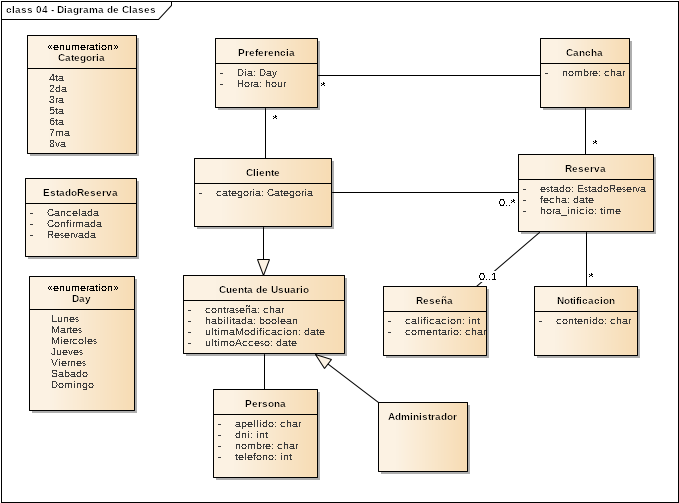 class 04 - Diagrama de Clases
«enumeration»
Categoria
4ta
2da
3ra
5ta
6ta
7ma
8va
EstadoReserva
- Cancelada
- Confirmada
- Reservada
«enumeration»
Day
Lunes
Martes
Miercoles
Jueves
Viernes
Sabado
Domingo
Preferencia
- Dia: Day
- Hora: hour
*
*
Cancha
- nombre: char
*
Cliente
- categoria: Categoria
0..*
Reserva
- estado: EstadoReserva
- fecha: date
- hora_inicio: time
0..1
*
Cuenta de Usuario
- contraseña: char
- habilitada: boolean
- ultimaModificacion: date
- ultimoAcceso: date
Reseña
- calificacion: int
- comentario: char
Notificacion
- contenido: char
Persona
- apellido: char
- dni: int
- nombre: char
- telefono: int
Administrador